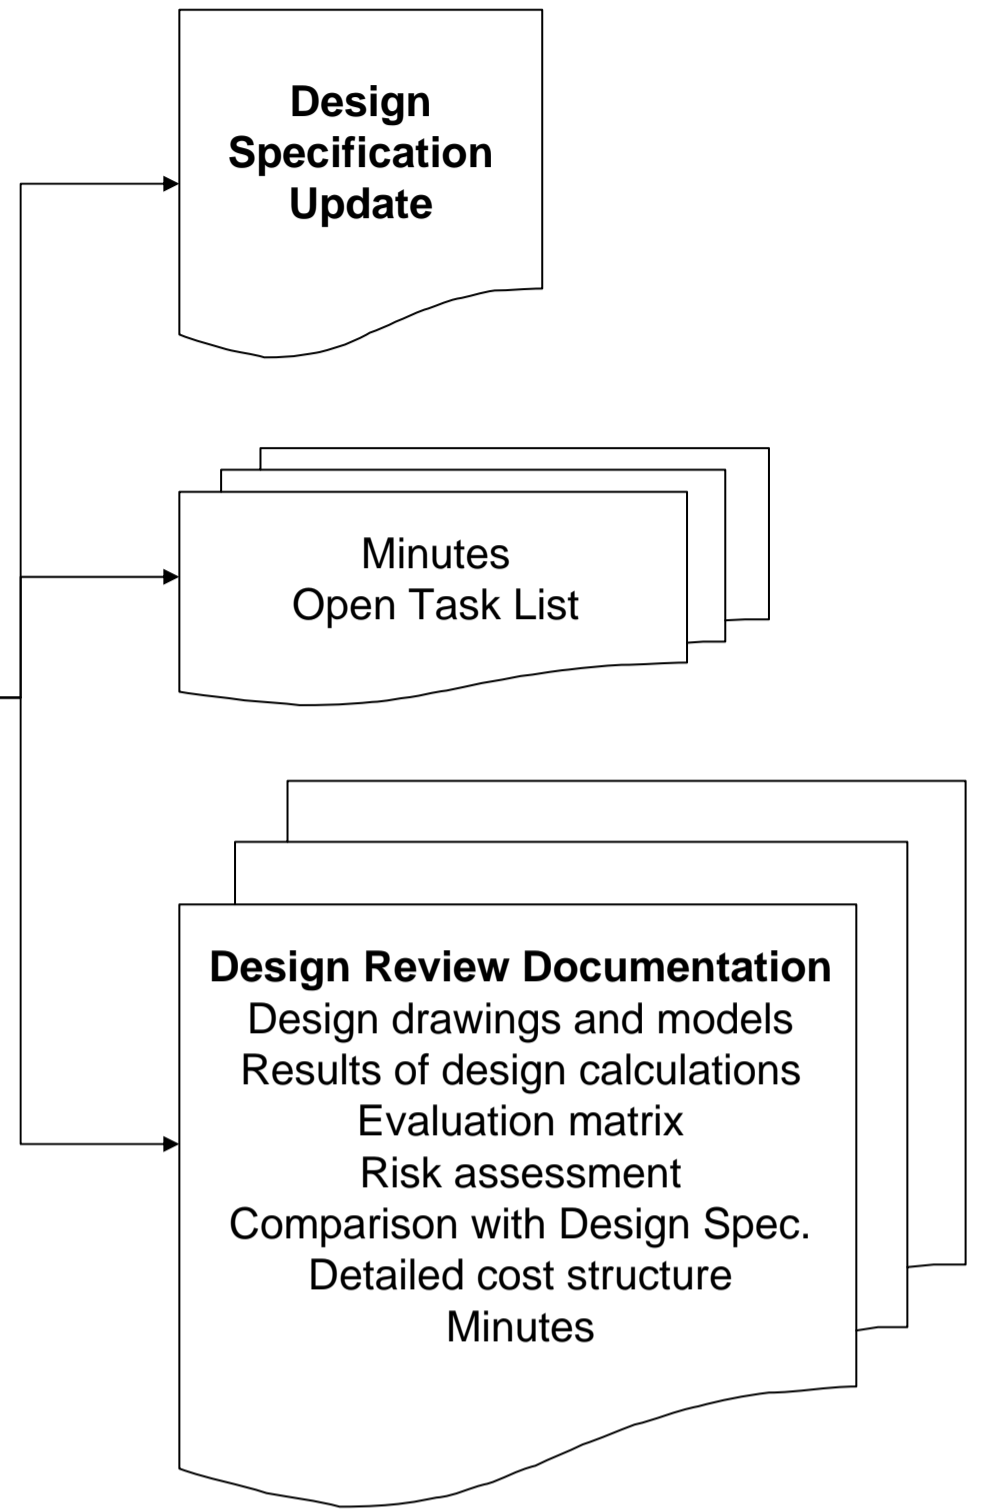 Design
Specification
Update
Minutes
Open Task List
Design Review Documentation
Design drawings and models
Results of design calculations
Evaluation matrix
Risk assessment
Comparison with Design Spec.
Detailed cost structure
Minutes